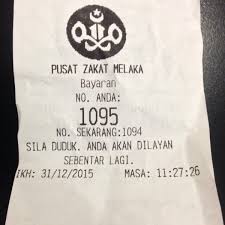 PUSAT ZAKAT MELAKA
Bayaran
NO. ANDA:
1095
NO. SEKARANG:1094
SILA DUDUK. ANDA AKAN DILAYAN
SEBENTAR LAGI.
IKH: 31/12/2015 MASA: 11:27:26